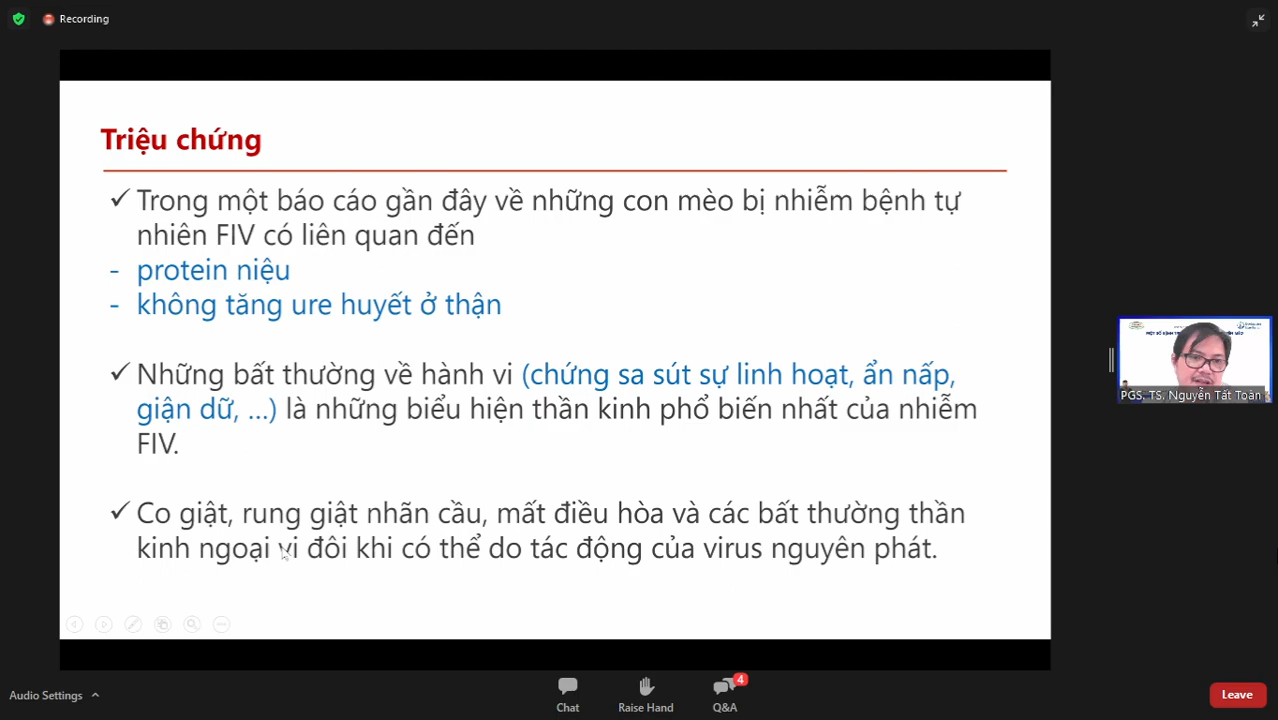 Recording
Triệu chứng
✓ Trong một báo cáo gần đây về những con mèo bị nhiễm bệnh tự
nhiên FIV có liên quan đến
- protein niệu
- không tăng ure huyết ở thận
✓ Những bất thường về hành vi (chứng sa sút sự linh hoạt, ẩn nấp,
giận dữ, ...) là những biểu hiện thần kinh phổ biến nhất của nhiễm
FIV.
✓ Co giật, rung giật nhãn cầu, mất điều hòa và các bất thường thần
kinh ngoại vi đôi khi có thể do tác động của virus nguyên phát.
PGS. TS. Nguyễn Tất Toàn
Audio Settings
Chat
Raise Hand
4
Q&A
Leave